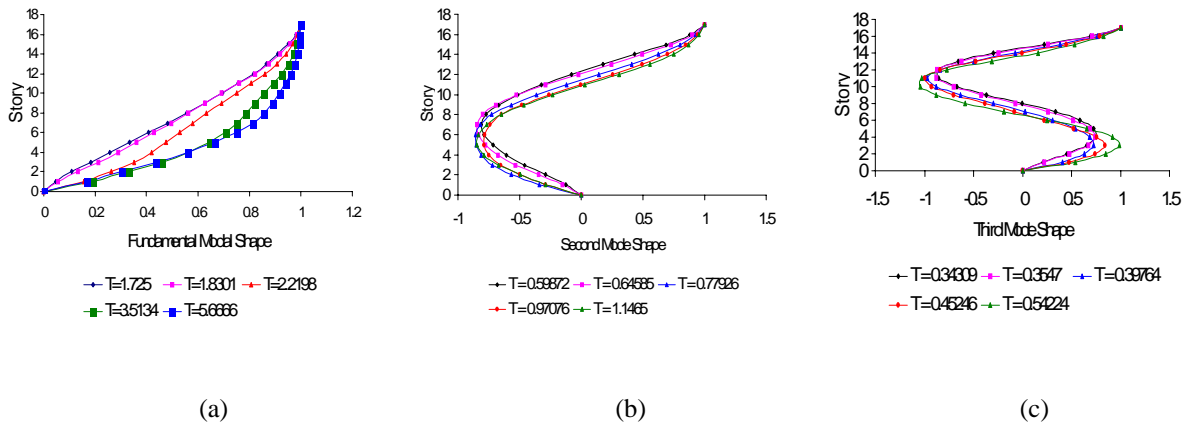 18
16
14
12
10
8
6
4
2
0
Story
0 0.2 0.4 0.6 0.8 1 1.2
Fundamental Modal Shape
T=1.725 T=1.8301 T=2.2198
T=3.5134 T=5.6666
(a)
18
16
14
12
10
8
6
4
2
0
Story
-1 -0.5 0 0.5 1 1.5
Second Mode Shape
T = 0.59872 T = 0.64585 T = 0.77926
T = 0.97076 T = 1.1465
(b)
18
16
14
12
10
8
6
4
2
0
Story
-1.5 -1 -0.5 0 0.5 1 1.5
Third Mode Shape
T = 0.34309 T = 0.3547 T = 0.39764
T = 0.45246 T = 0.54224
(c)